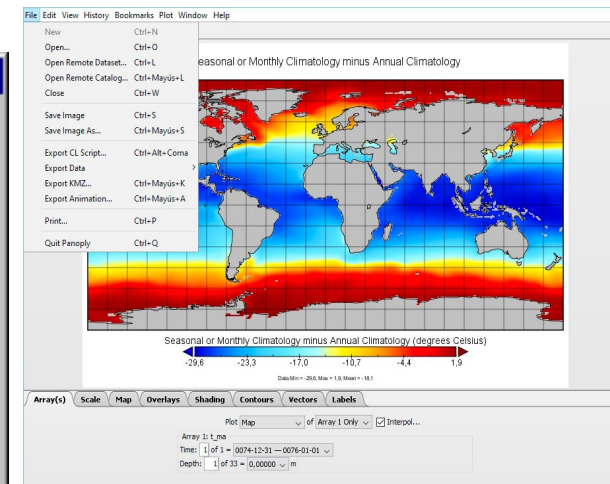 File Edit View History Bookmarks Plot Window Help
New Ctrl+N
Open... Ctrl+O
Open Remote Dataset... Ctrl+L
Open Remote Catalog... Ctrl+Mayús+L
Close Ctrl+W
Save Image Ctrl+S
Save Image As... Ctrl+Mayús+S
Export CL Script... Ctrl+Alt+Coma
Export Data
Export KMZ... Ctrl+Mayús+K
Export Animation... Ctrl+Mayús+A
Print... Ctrl+P
Quit Panoply Ctrl+Q
easonal or Monthly Climatology minus Annual Climatology
Seasonal or Monthly Climatology minus Annual Climatology (degrees Celsius)
-29,6 -23,3 -17,0 -10,7 -4,4 1,9
Data Min = -29,6, Max = 1,9, Mean = -18,1
Array(s) Scale Map Overlays Shading Contours Vectors Labels
Plot Map of Array 1 Only Interpol...
Array 1: t_ma
Time: 1 of 1 = 0074-12-31 — 0076-01-01
Depth: 1 of 33 = 0,00000 m